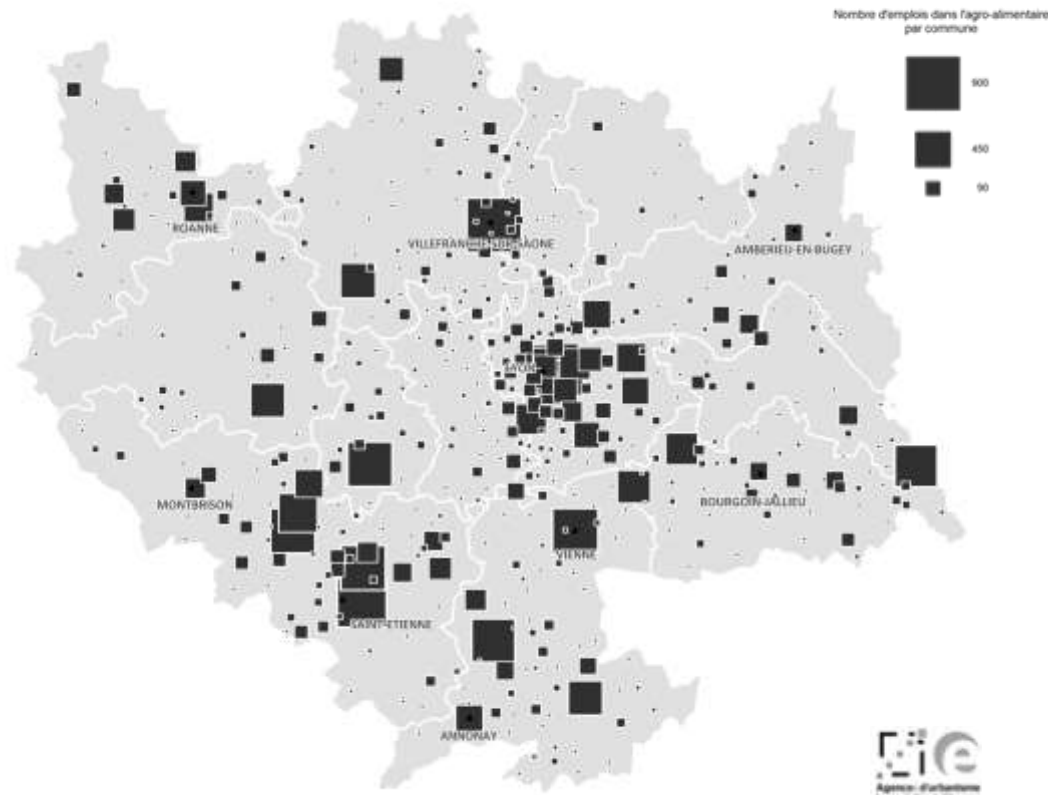 Nombre d'emplois dans l'agro-alimentaire
par commune
900
450
90
ROANNE
VILLEFRANCHE-SUR-SAONE
AMBERIEU-EN-BUGEY
LYON
MONTBRISON
BOURGOIN-JALLIEU
VIENNE
SAINT-ETIENNE
ANNONAY
Agence d'urbanisme